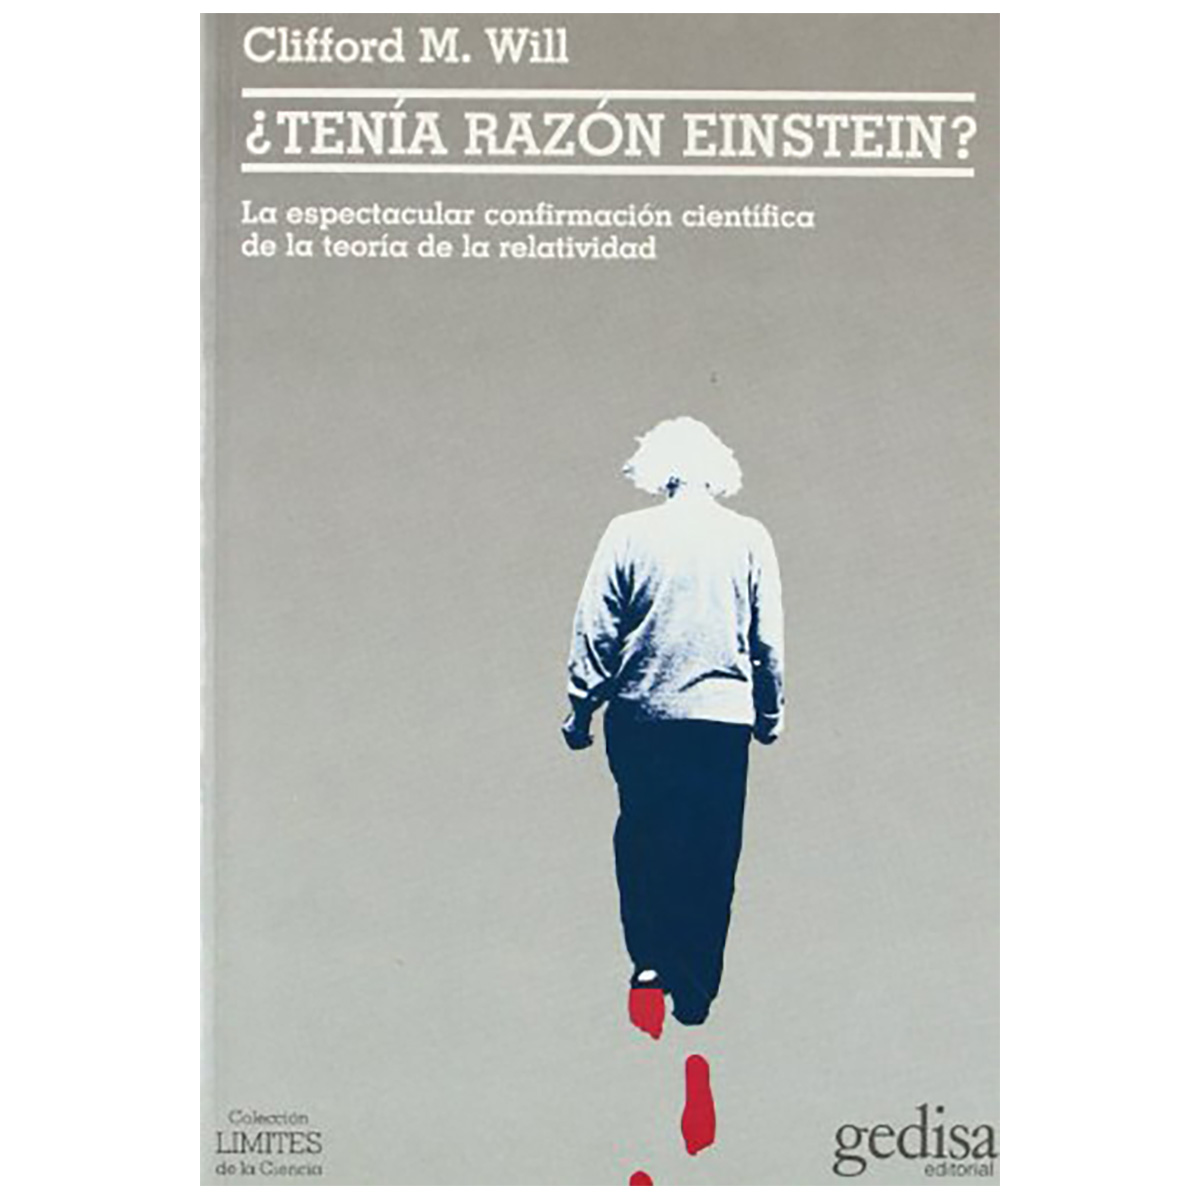 Clifford M. Will
¿TENÍA RAZÓN EINSTEIN?
La espectacular confirmación científica
de la teoría de la relatividad
Colección
LIMITES
de la Ciencia
gedisa
editorial